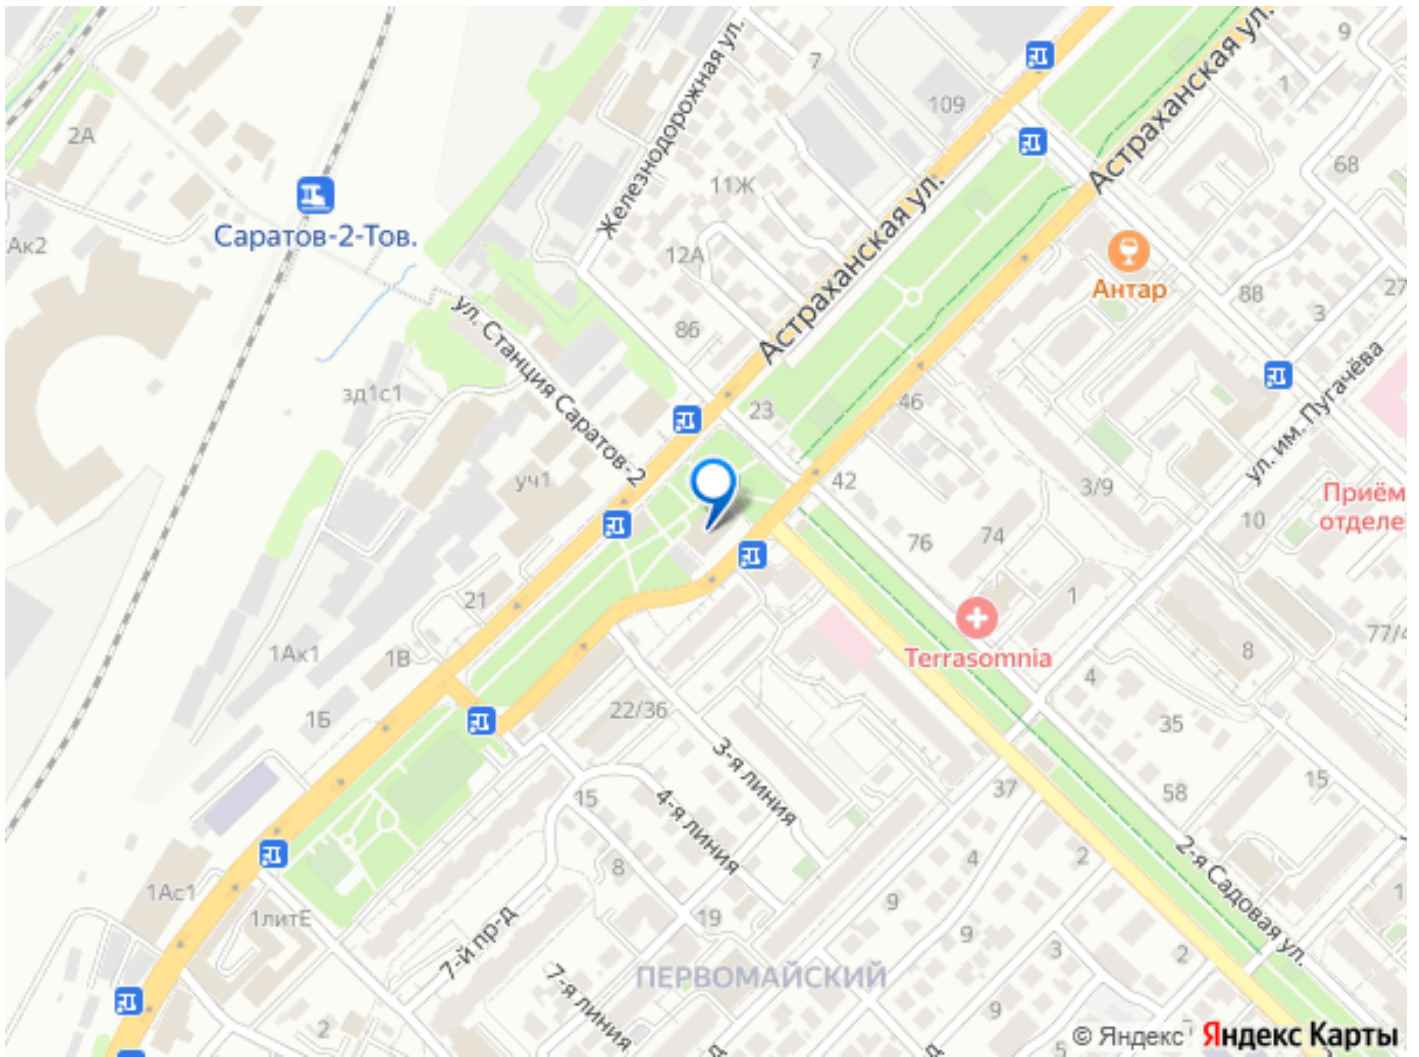 Железнодорожная ул.
7
109
Астраханская ул.
9
1
68
2А
11Ж
Саратов-2-Тов.
Ак2
12А
Антар
88
3
27
86
ул. Станция Саратов-2
Астраханская ул.
зд1с1
23
46
ул. им. Пугачёва
уч1
42
3/9
Приём
отделе
10
76
74
21
1
Terrasomnia
77/4
8
1Ак1
1В
4
1Б
22/36
35
3-я линия
15
58
37
15
4-я линия
2-я Садовая ул.
8
4
2
1Ас1
1литЕ
19
9
9
3
2
7-й пр-д
ПЕРВОМАЙСКИЙ
7-я линия
9
2
© Яндекс Яндекс Карты